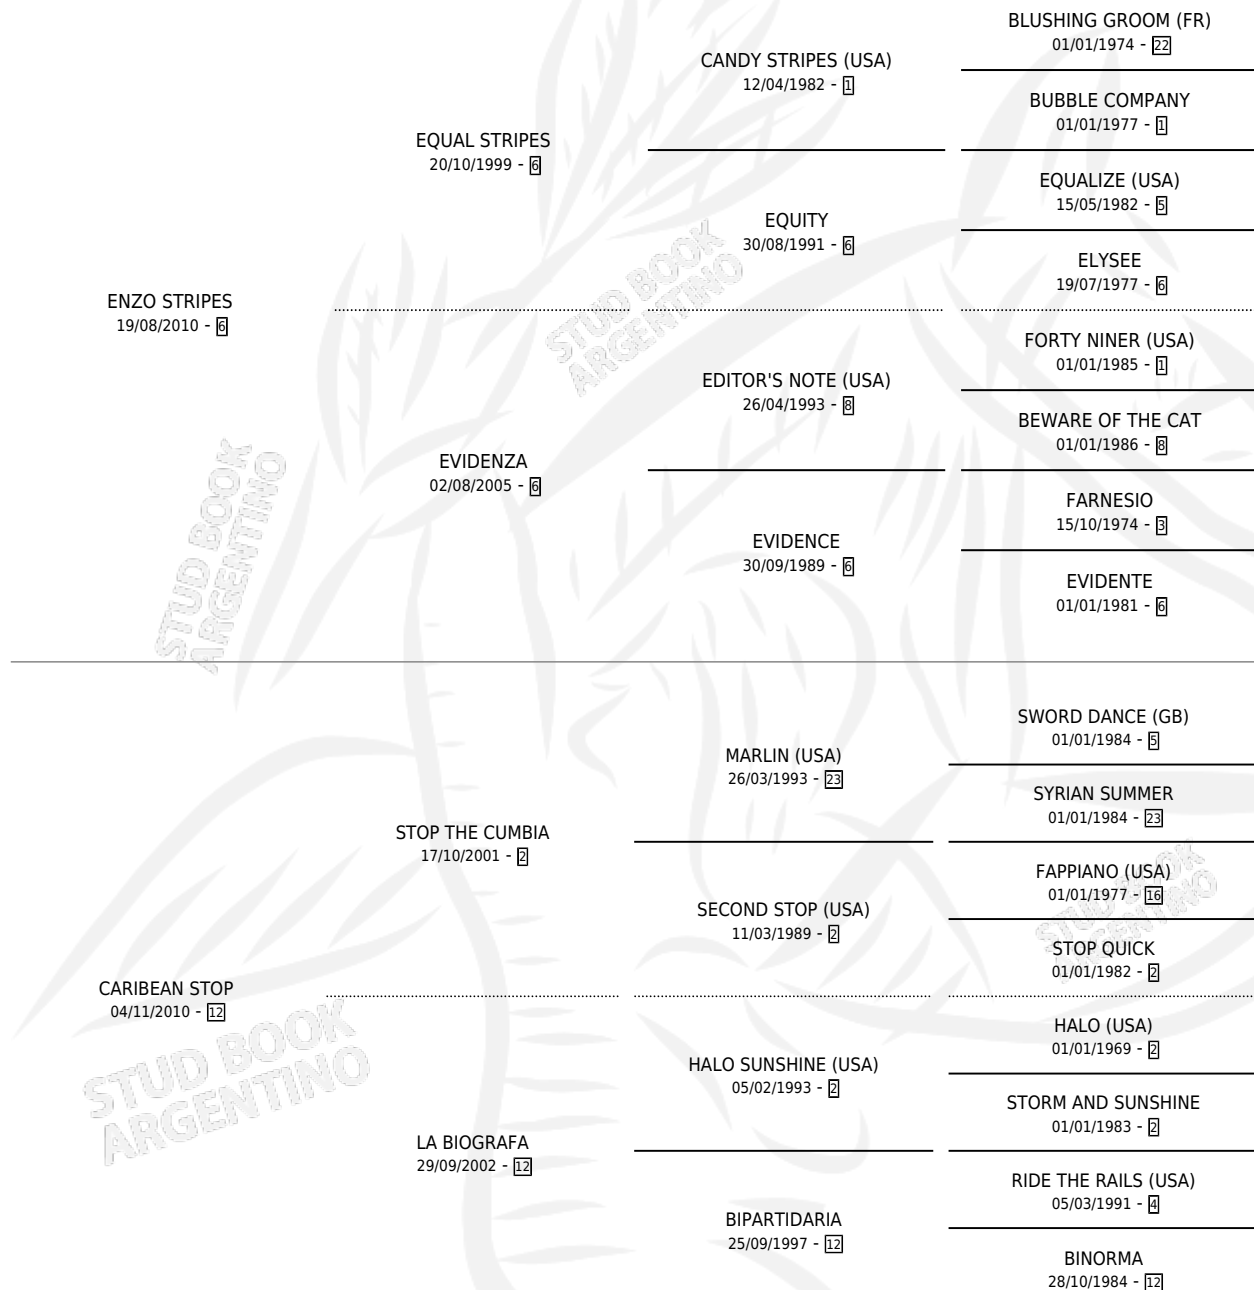 BLUSHING GROOM (FR)
01/01/1974 - 22
CANDY STRIPES (USA)
12/04/1982 - 1
BUBBLE COMPANY
01/01/1977 - 1
EQUAL STRIPES
20/10/1999 - 6
EQUALIZE (USA)
15/05/1982 - 5
EQUITY
30/08/1991 - 6
ELYSEE
19/07/1977 - 6
ENZO STRIPES
19/08/2010 - 6
FORTY NINER (USA)
01/01/1985 - 1
EDITOR'S NOTE (USA)
26/04/1993 - 8
BEWARE OF THE CAT
01/01/1986 - 8
EVIDENZA
02/08/2005 - 6
FARNESIO
15/10/1974 - 3
EVIDENCE
30/09/1989 - 6
EVIDENTE
01/01/1981 - 6
SWORD DANCE (GB)
01/01/1984 - 5
MARLIN (USA)
26/03/1993 - 23
SYRIAN SUMMER
01/01/1984 - 23
STOP THE CUMBIA
17/10/2001 - 2
FAPPIANO (USA)
01/01/1977 - 16
SECOND STOP (USA)
11/03/1989 - 2
STOP QUICK
01/01/1982 - 2
CARIBEAN STOP
04/11/2010 - 12
HALO (USA)
01/01/1969 - 2
HALO SUNSHINE (USA)
05/02/1993 - 2
STORM AND SUNSHINE
01/01/1983 - 2
LA BIOGRAFA
29/09/2002 - 12
RIDE THE RAILS (USA)
05/03/1991 - 4
BIPARTIDARIA
25/09/1997 - 12
BINORMA
28/10/1984 - 12
STUD BOOK
ARGENTINO
STUD BOOK
ARGENTINO
STUD BOOK
ARGENTINO
STUD BOOK
ARGENTINO